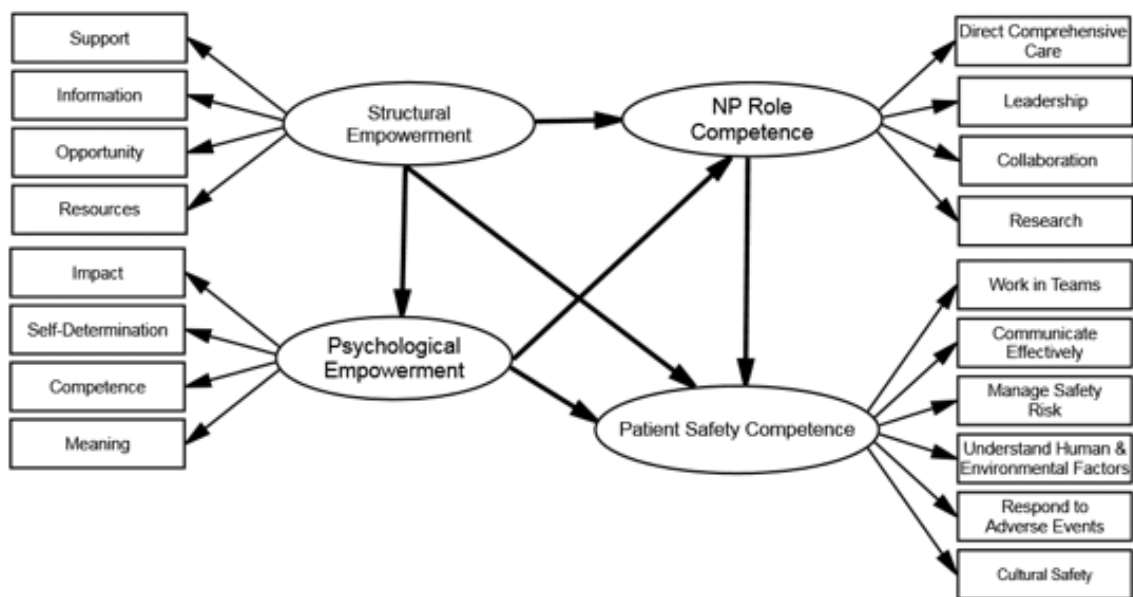 Support
Information
Opportunity
Resources
Impact
Self-Determination
Competence
Meaning
Structural
Empowerment
Psychological
Empowerment
NP Role
Competence
Patient Safety Competence
Direct Comprehensive
Care
Leadership
Collaboration
Research
Work in Teams
Communicate
Effectively
Manage Safety
Risk
Understand Human &
Environmental Factors
Respond to
Adverse Events
Cultural Safety